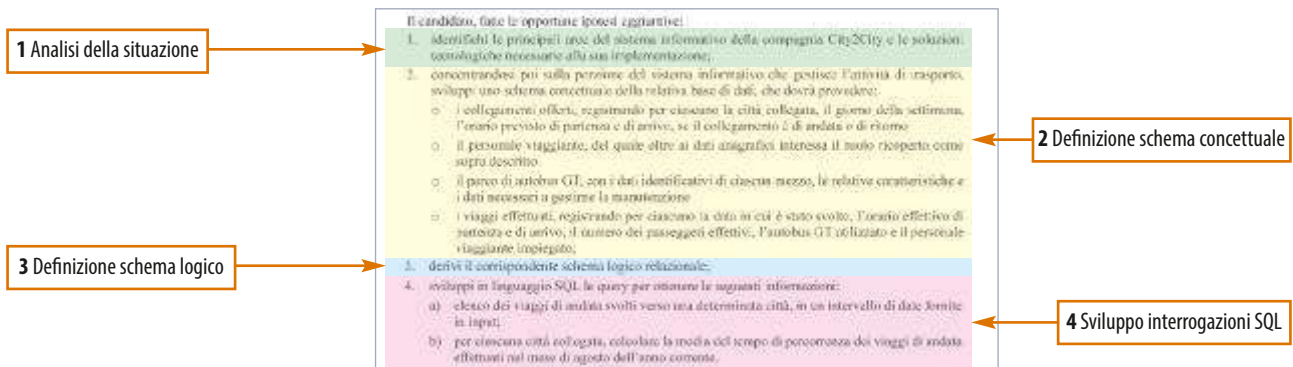 Il candidato, fatte le opportune ipotesi aggiuntive:
1 Analisi della situazione
1. identifichi le principali aree del sistema informativo della compagnia City2City e le soluzioni
tecnologiche necessarie alla sua implementazione;
2. concentrandosi poi sulla porzione del sistema informativo che gestisce l'attività di trasporto,
sviluppi uno schema concettuale della relativa base di dati, che dovrà prevedere:
o i collegamenti offerti, registrando per ciascuno la città collegata, il giorno della settimana,
l'orario previsto di partenza e di arrivo, se il collegamento è di andata o di ritorno
2 Definizione schema concettuale
o il personale viaggiante, del quale oltre ai dati anagrafici interessa il ruolo ricoperto come
sopra descritto
o il parco di autobus GT, con i dati identificativi di ciascun mezzo, le relative caratteristiche e
i dati necessari a gestirne la manutenzione
o i viaggi effettuati, registrando per ciascuno la data in cui è stato svolto, l'orario effettivo di
partenza e di arrivo, il numero dei passeggeri effettivi, l'autobus GT utilizzato e il personale
viaggiante impiegato;
3 Definizione schema logico
3. derivi il corrispondente schema logico relazionale;
4. sviluppi in linguaggio SQL le query per ottenere le seguenti informazioni:
a) elenco dei viaggi di andata svolti verso una determinata città, in un intervallo di date fornite
in input;
4 Sviluppo interrogazioni SQL
b) per ciascuna città collegata, calcolare la media del tempo di percorrenza dei viaggi di andata
effettuati nel mese di agosto dell'anno corrente.